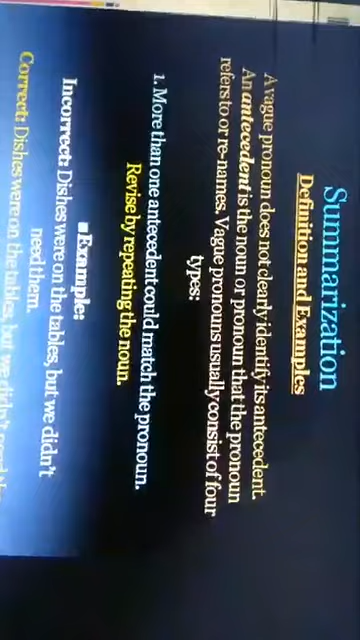 Summarization
Definition and Examples
A vague pronoun does not clearly identify its antecedent.
An antecedent is the noun or pronoun that the pronoun
refers to or re-names. Vague pronouns usually consist of four
types:
1. More than one antecedent could match the pronoun.
Revise by repeating the noun.
■Example:
Incorrect: Dishes were on the tables, but we didn't
need them.
Correct: Dishes were on the tables, but we didn't need the